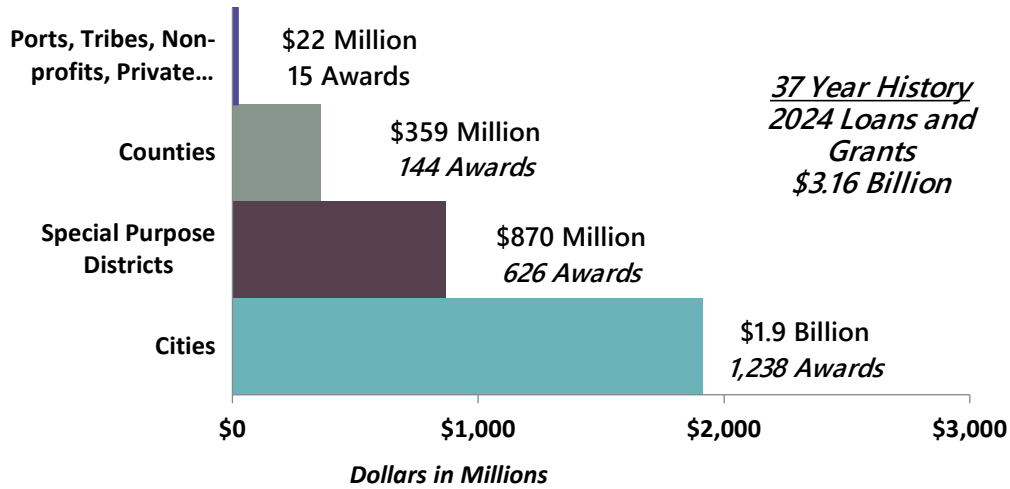 Ports, Tribes, Non-
profits, Private…
$22 Million
15 Awards
37 Year History
2024 Loans and
Grants
$3.16 Billion
Counties
$359 Million
144 Awards
Special Purpose
Districts
$870 Million
626 Awards
Cities
$1.9 Billion
1,238 Awards
$0
$1,000
$2,000
$3,000
Dollars in Millions